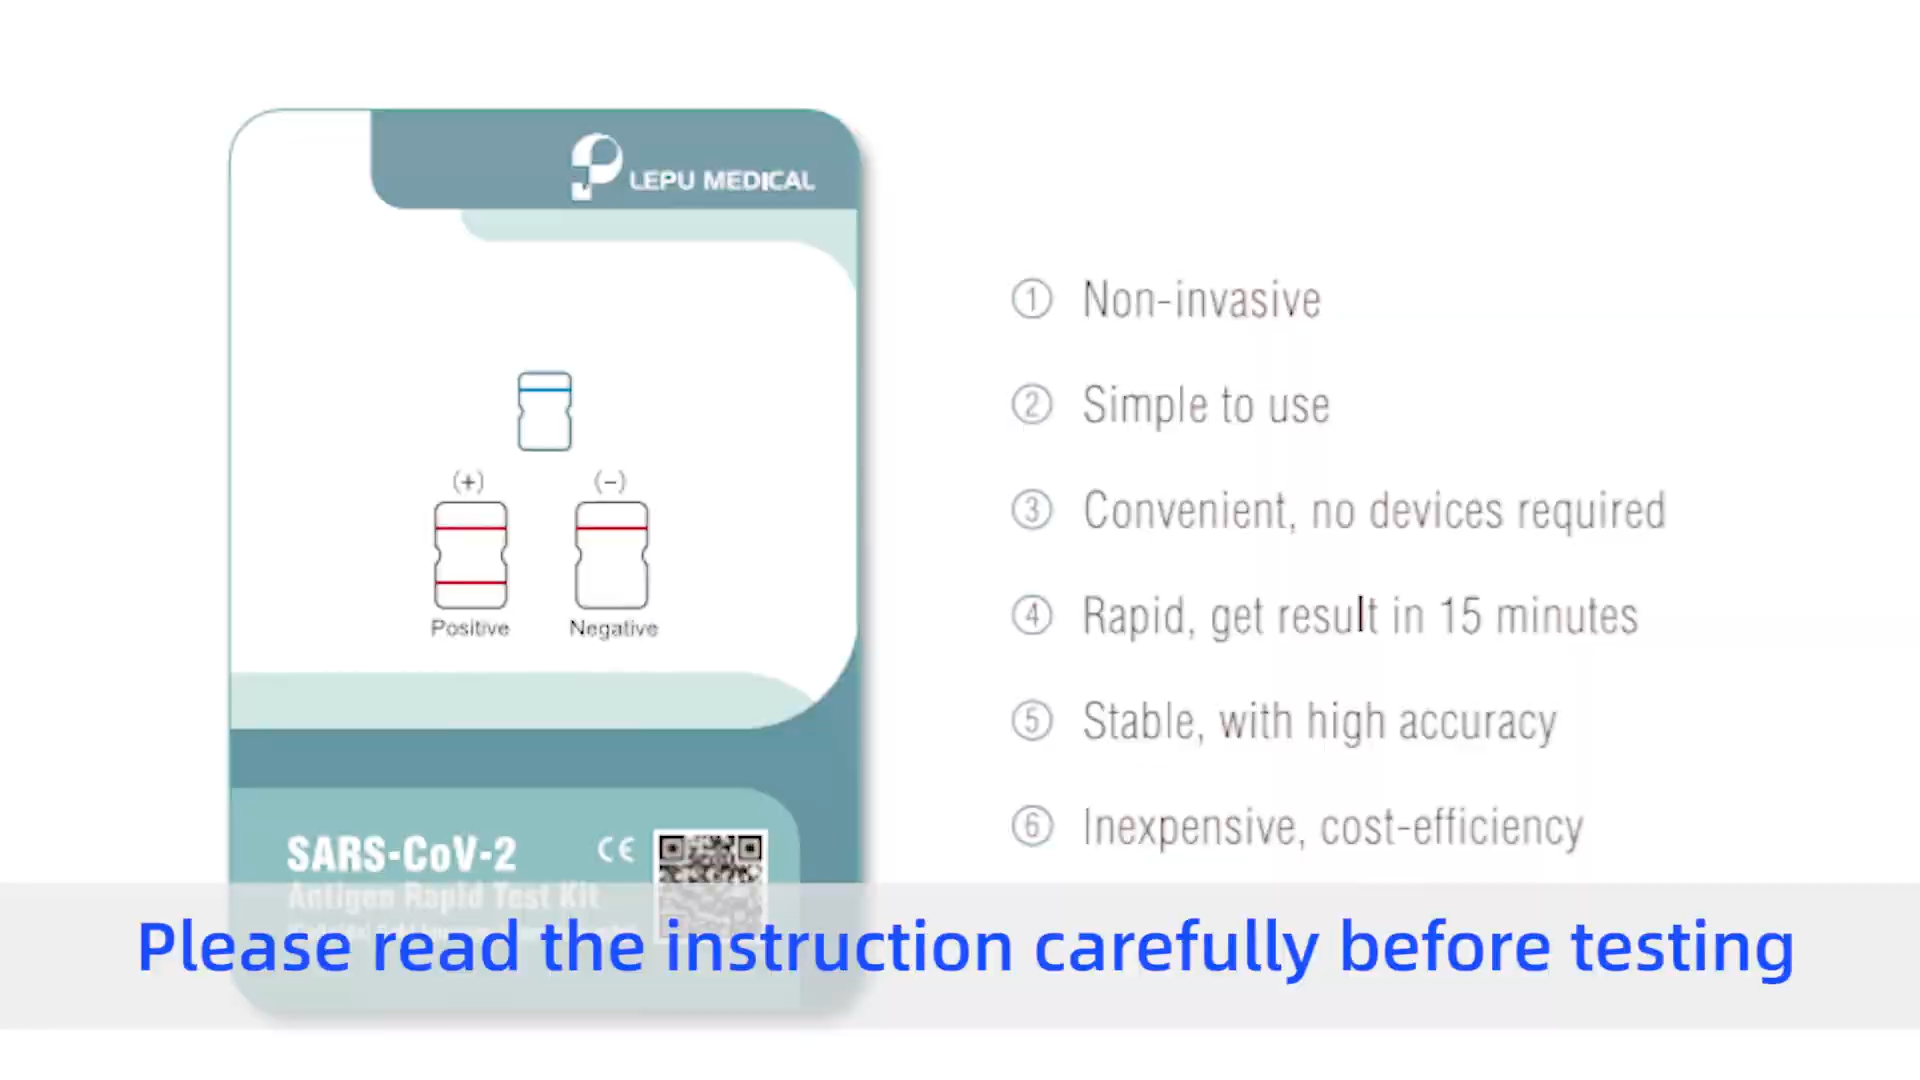 LEPU MEDICAL
(+)
(−)
Positive
Negative
SARS-CoV-2
CE
Antigen Rapid Test Kit
① Non-invasive
② Simple to use
③ Convenient, no devices required
④ Rapid, get result in 15 minutes
⑤ Stable, with high accuracy
⑥ Inexpensive, cost-efficiency
Please read the instruction carefully before testing